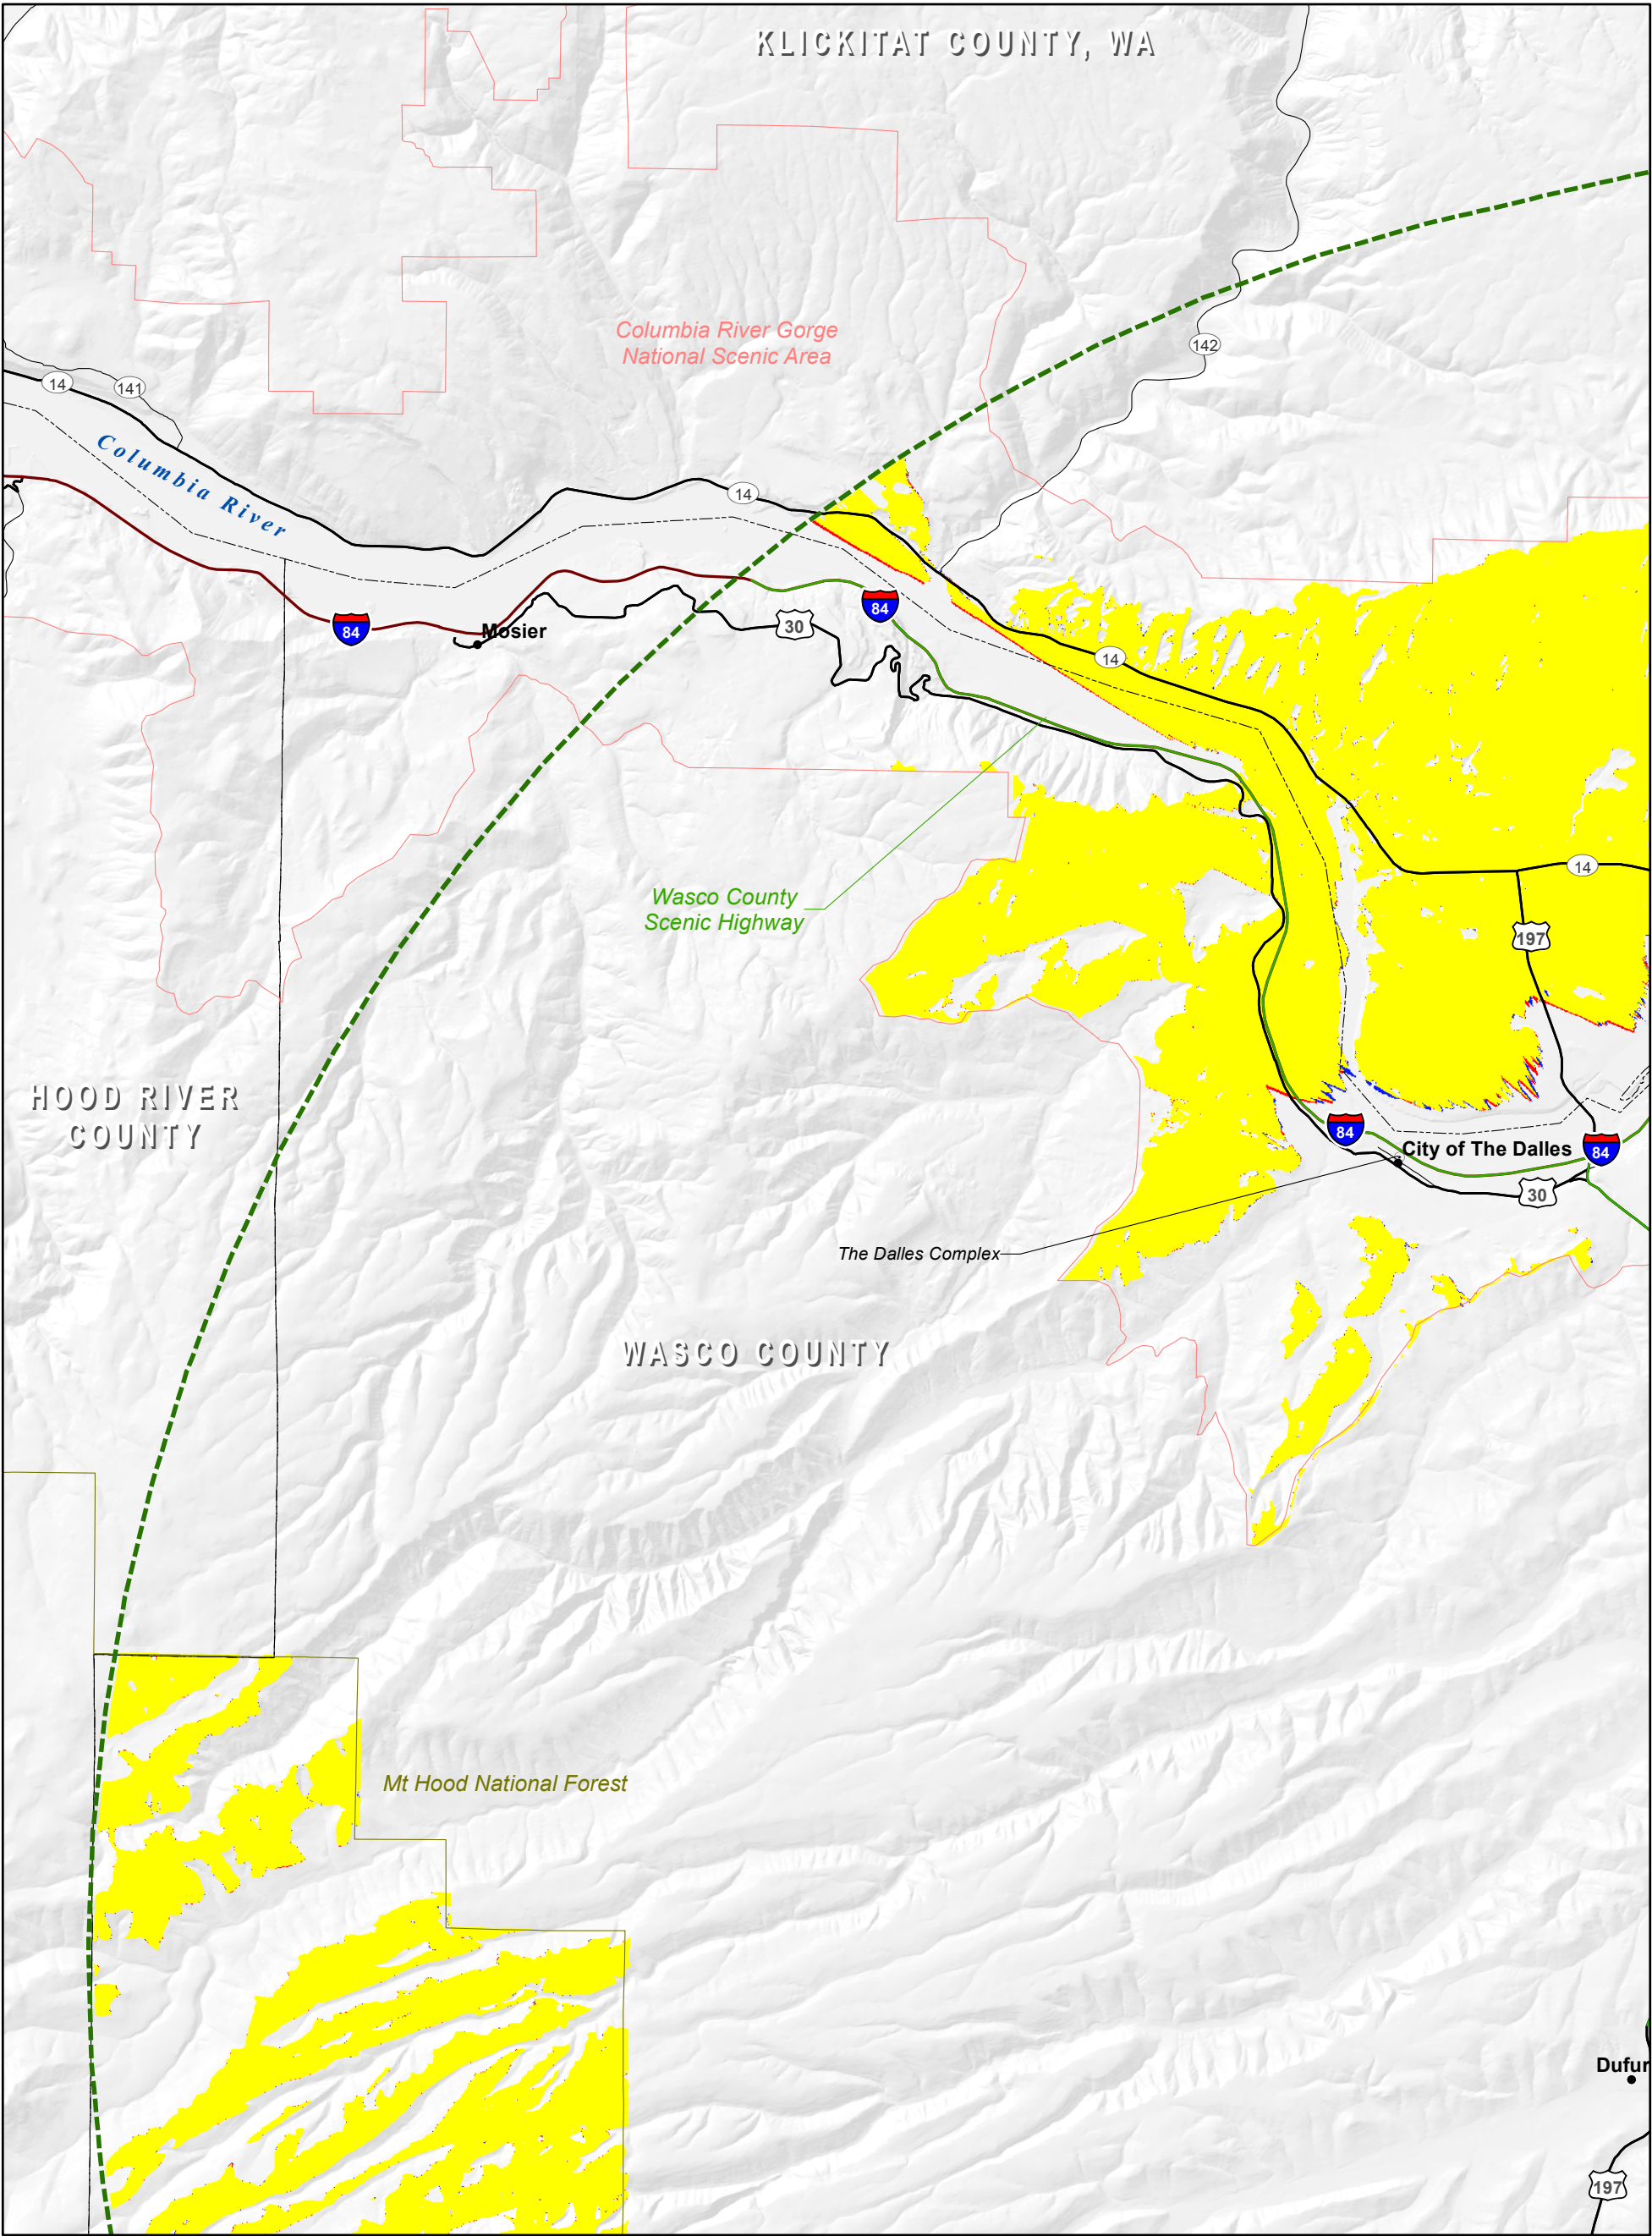 KLICKITAT COUNTY, WA
Columbia River Gorge
National Scenic Area
142
14
141
Columbia River
14
84
Mosier
30
84
14
14
Wasco County
Scenic Highway
197
HOOD RIVER
COUNTY
84
City of The Dalles
84
30
The Dalles Complex
WASCO COUNTY
Mt Hood National Forest
Dufur
197